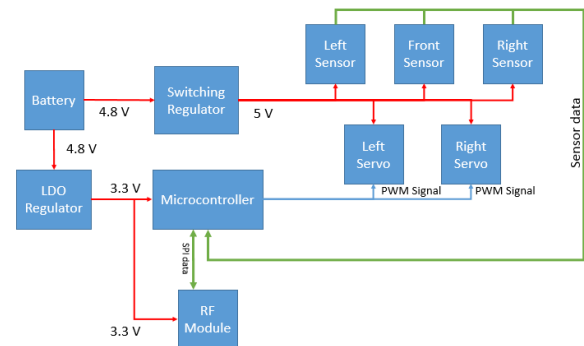 Left
Sensor
Front
Sensor
Right
Sensor
Battery
Switching
Regulator
4.8 V
5 V
4.8 V
Left
Servo
Right
Servo
Sensor data
LDO
Regulator
3.3 V
Microcontroller
PWM Signal
PWM Signal
SPI data
RF
Module
3.3 V